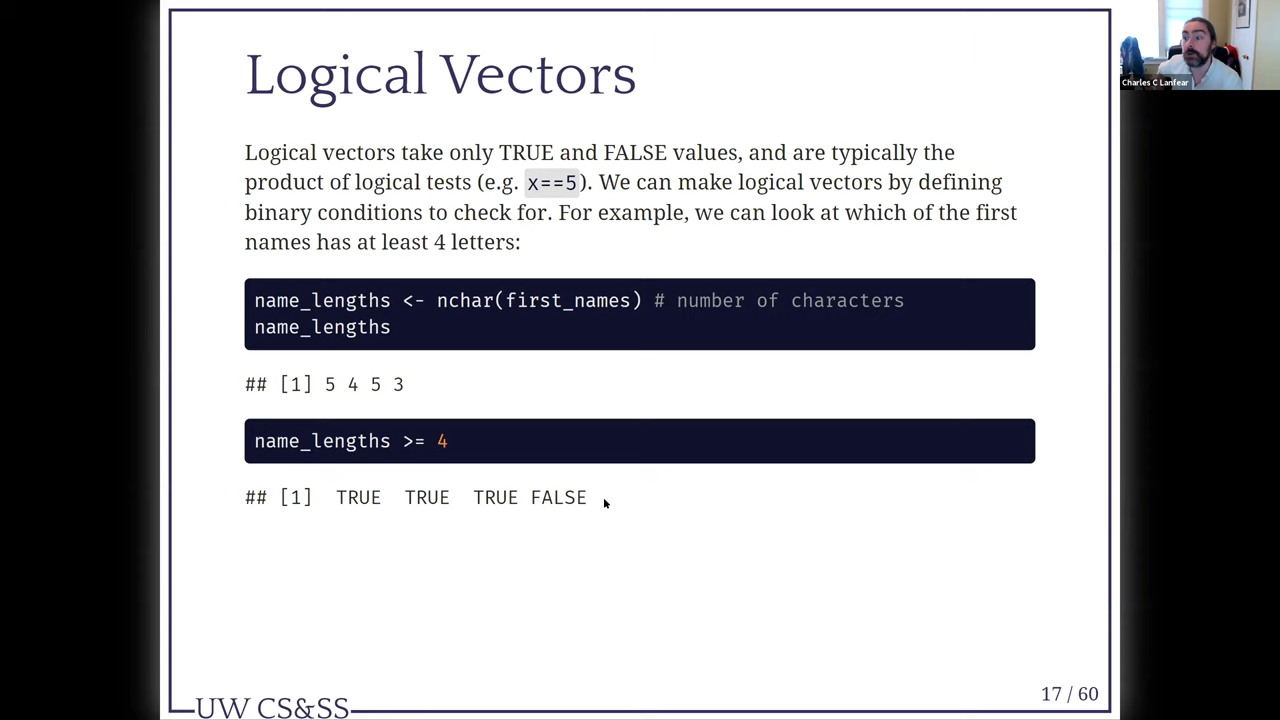 Logical Vectors
Charles C Lanfear
Logical vectors take only TRUE and FALSE values, and are typically the
product of logical tests (e.g. x==5). We can make logical vectors by defining
binary conditions to check for. For example, we can look at which of the first
names has at least 4 letters:
name_lengths <- nchar(first_names) # number of characters
name_lengths
## [1] 5 4 5 3
name_lengths >= 4
## [1]  TRUE  TRUE  TRUE FALSE
17 / 60
UW CS&SS